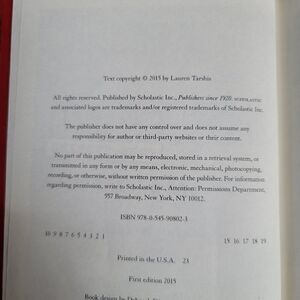 Text copyright © 2015 by Lauren Tarshis
All rights reserved. Published by Scholastic Inc., Publishers since 1920. SCHOLASTIC
and associated logos are trademarks and/or registered trademarks of Scholastic Inc.
The publisher does not have any control over and does not assume any
responsibility for author or third-party websites or their content.
No part of this publication may be reproduced, stored in a retrieval system, or
transmitted in any form or by any means, electronic, mechanical, photocopying,
recording, or otherwise, without written permission of the publisher. For information
regarding permission, write to Scholastic Inc., Attention: Permissions Department,
557 Broadway, New York, NY 10012.
ISBN 978-0-545-90802-3
10 9 8 7 6 5 4 3 2 1 15 16 17 18 19
Printed in the U.S.A. 23
First edition 2015
Book design by